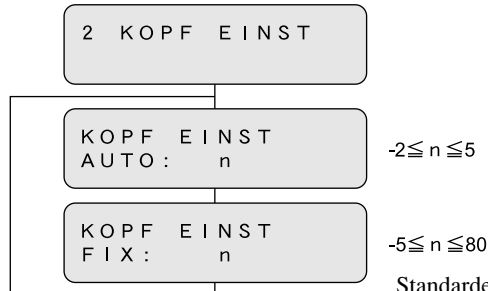 2 KOPF EINST
KOPF EINST
AUTO: n
-2≦ n ≦5
KOPF EINST
FIX: n
-5≦ n ≦80